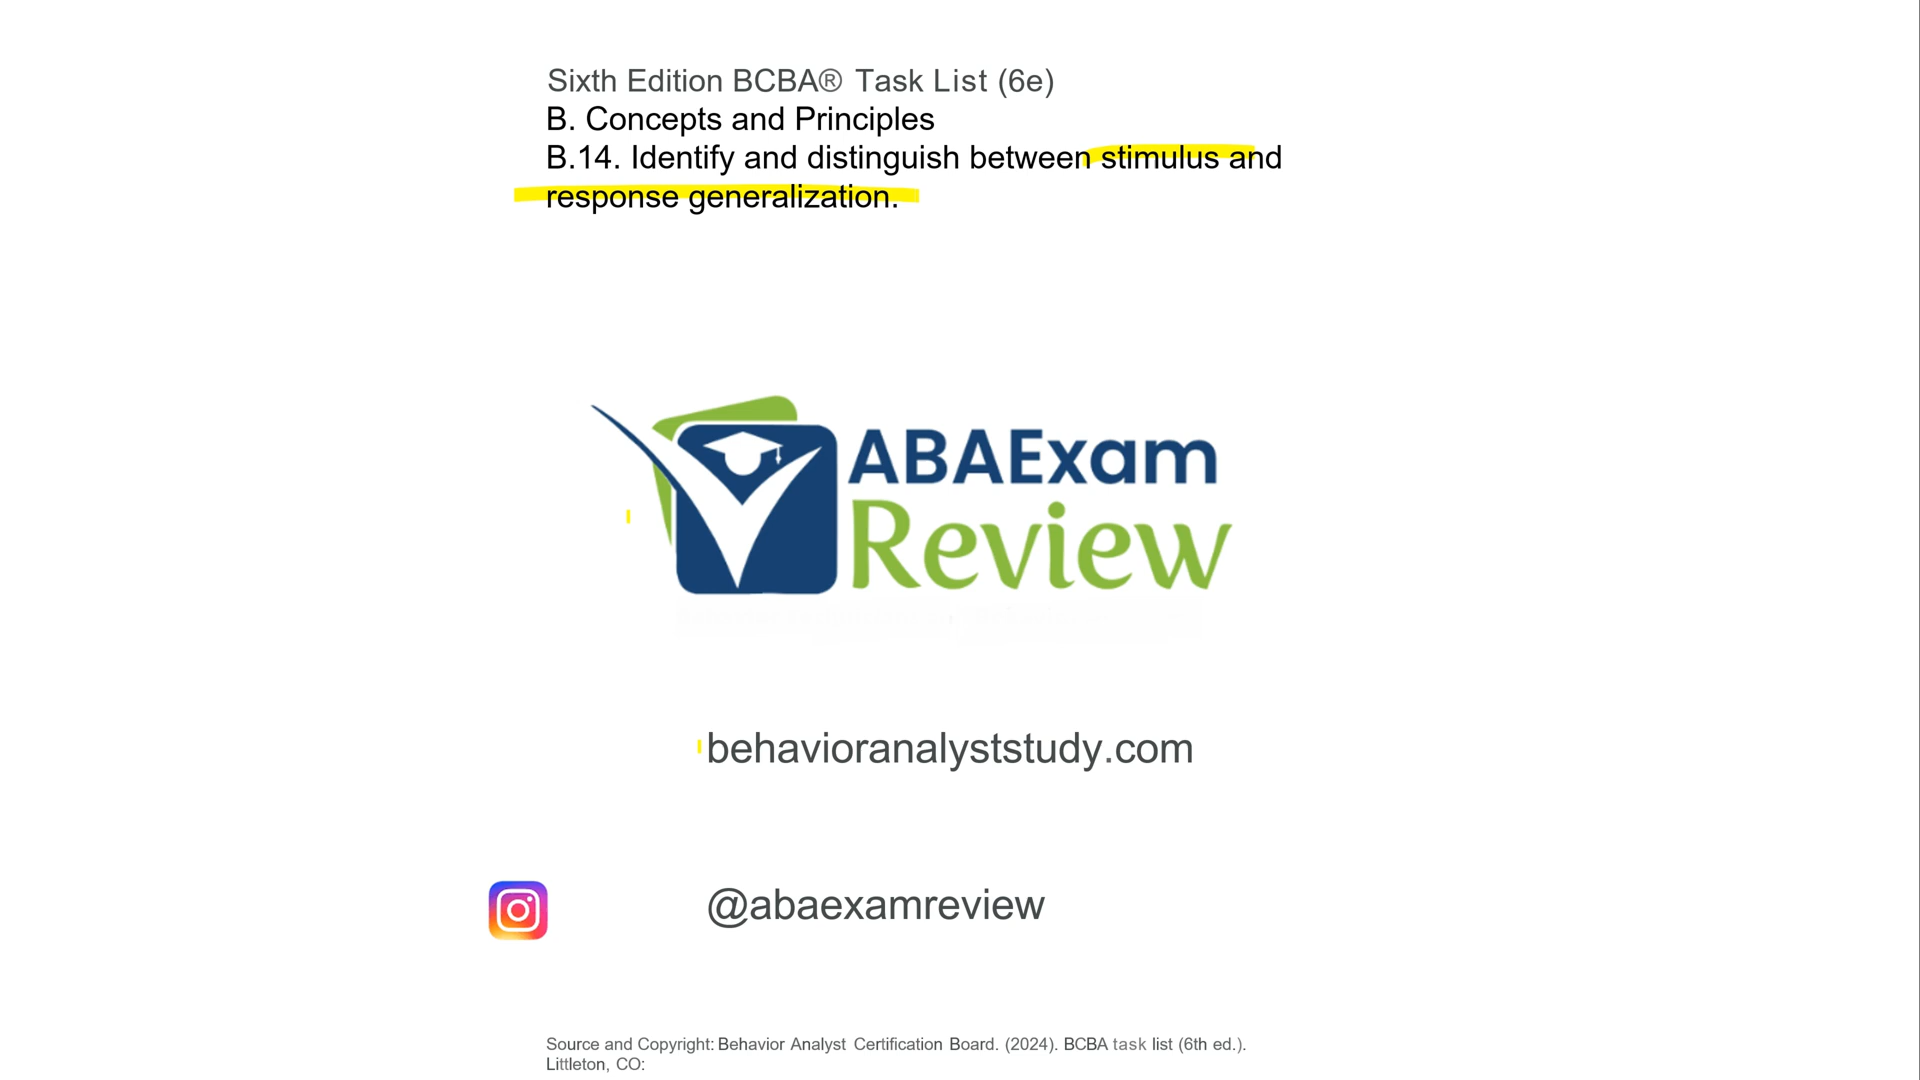 Sixth Edition BCBA® Task List (6e)
B. Concepts and Principles
B.14. Identify and distinguish between stimulus and
response generalization.
ABAExam
Review
behavioranalyststudy.com
@abaexamreview
Source and Copyright: Behavior Analyst Certification Board. (2024). BCBA task list (6th ed.).
Littleton, CO: